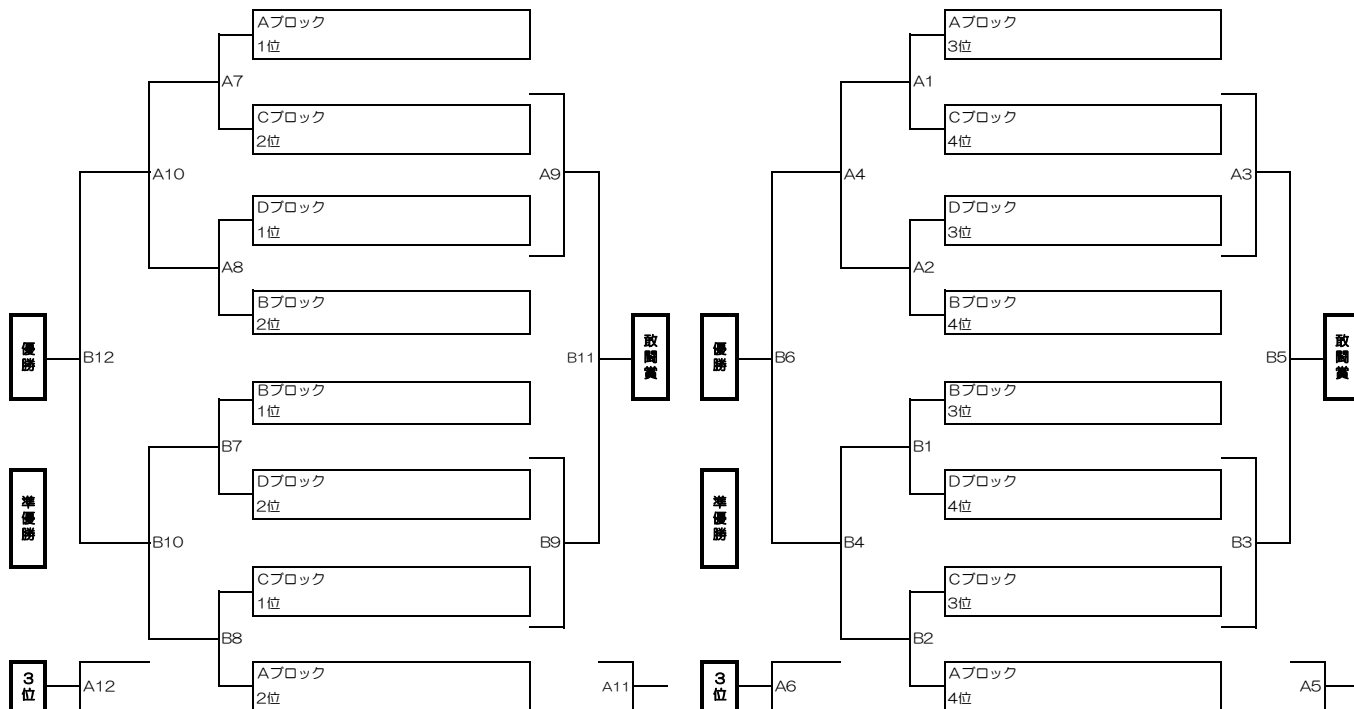 Aブロック
1位
A7
Cブロック
2位
A10
A9
Dブロック
1位
A8
Bブロック
2位
優勝
B12
B11
敢闘賞
Bブロック
1位
B7
Dブロック
2位
準優勝
B10
B9
Cブロック
1位
B8
3位
A12
Aブロック
2位
A11
Aブロック
3位
A1
Cブロック
4位
A4
A3
Dブロック
3位
A2
Bブロック
4位
優勝
B6
B5
敢闘賞
Bブロック
3位
B1
Dブロック
4位
準優勝
B4
B3
Cブロック
3位
B2
3位
A6
Aブロック
4位
A5